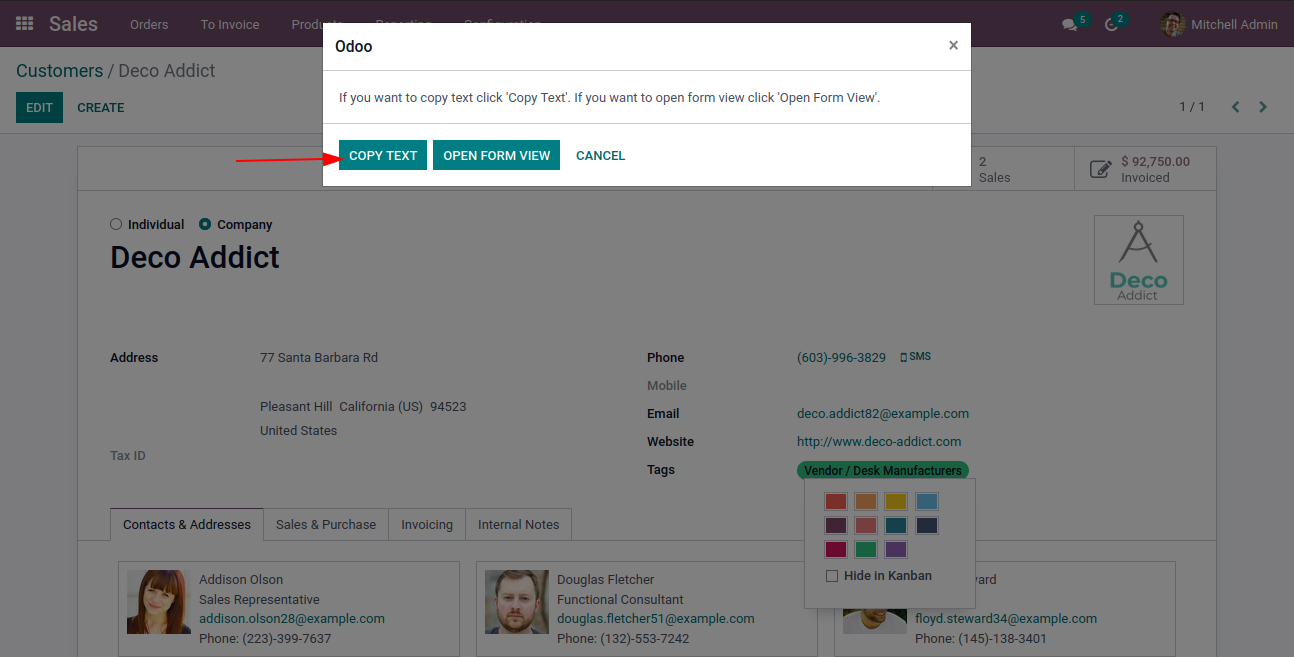 Sales
Orders
To Invoice
Products
Reporting
Configuration
5
2
Mitchell Admin
Odoo
×
If you want to copy text click 'Copy Text'. If you want to open form view click 'Open Form View'.
COPY TEXT
OPEN FORM VIEW
CANCEL
Customers / Deco Addict
EDIT
CREATE
1 / 1
2
Sales
$ 92,750.00
Invoiced
Individual
Company
Deco Addict
Deco
Addict
Address
77 Santa Barbara Rd
Pleasant Hill California (US) 94523
United States
Tax ID
Phone
(603)-996-3829
SMS
Mobile
Email
deco.addict82@example.com
Website
http://www.deco-addict.com
Tags
Vendor / Desk Manufacturers
Hide in Kanban
Contacts & Addresses
Sales & Purchase
Invoicing
Internal Notes
Addison Olson
Sales Representative
addison.olson28@example.com
Phone: (223)-399-7637
Douglas Fletcher
Functional Consultant
douglas.fletcher51@example.com
Phone: (132)-553-7242
floyd.steward34@example.com
Phone: (145)-138-3401